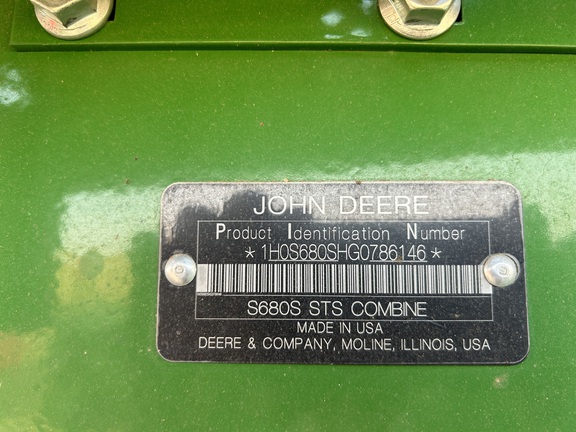 JOHN DEERE
Product Identification Number
*1H0S680SHG0786146*
S680S STS COMBINE
MADE IN USA
DEERE & COMPANY, MOLINE, ILLINOIS, USA